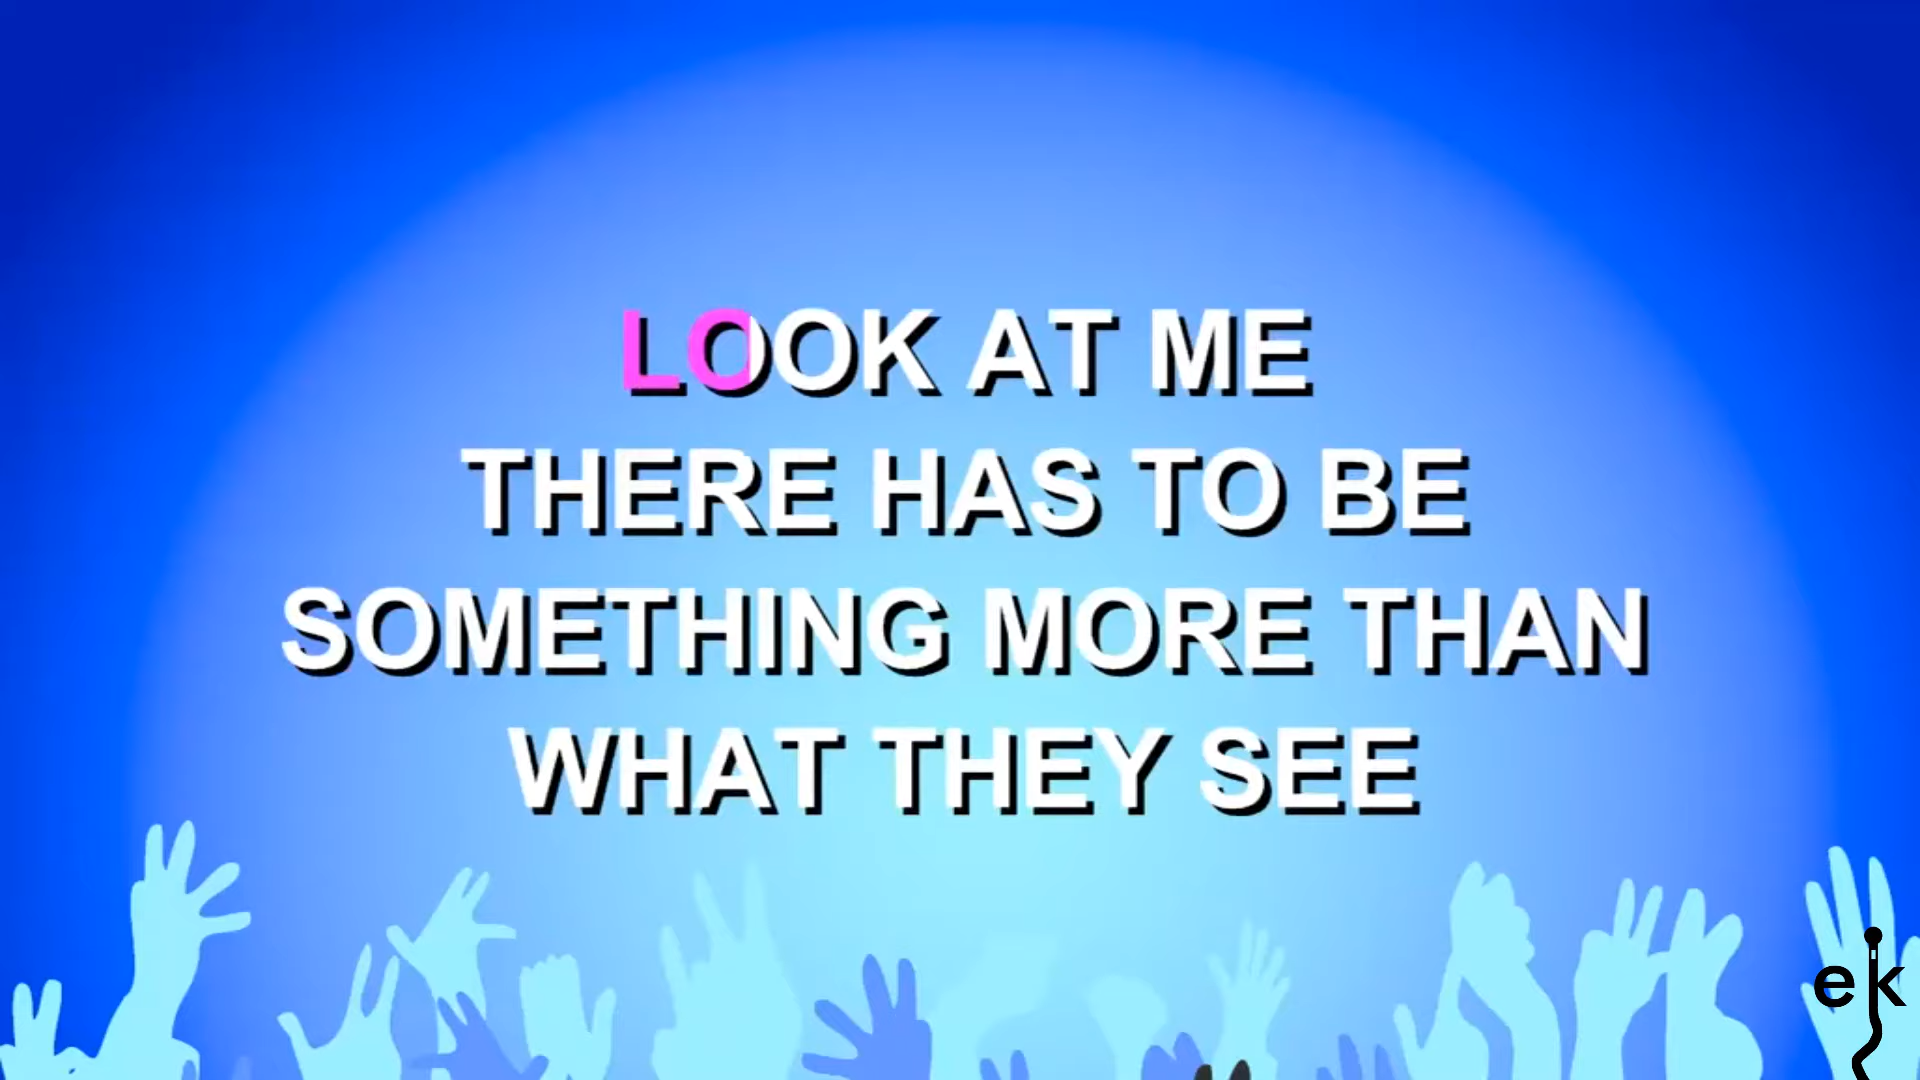 LOOK AT ME
THERE HAS TO BE
SOMETHING MORE THAN
WHAT THEY SEE
ek